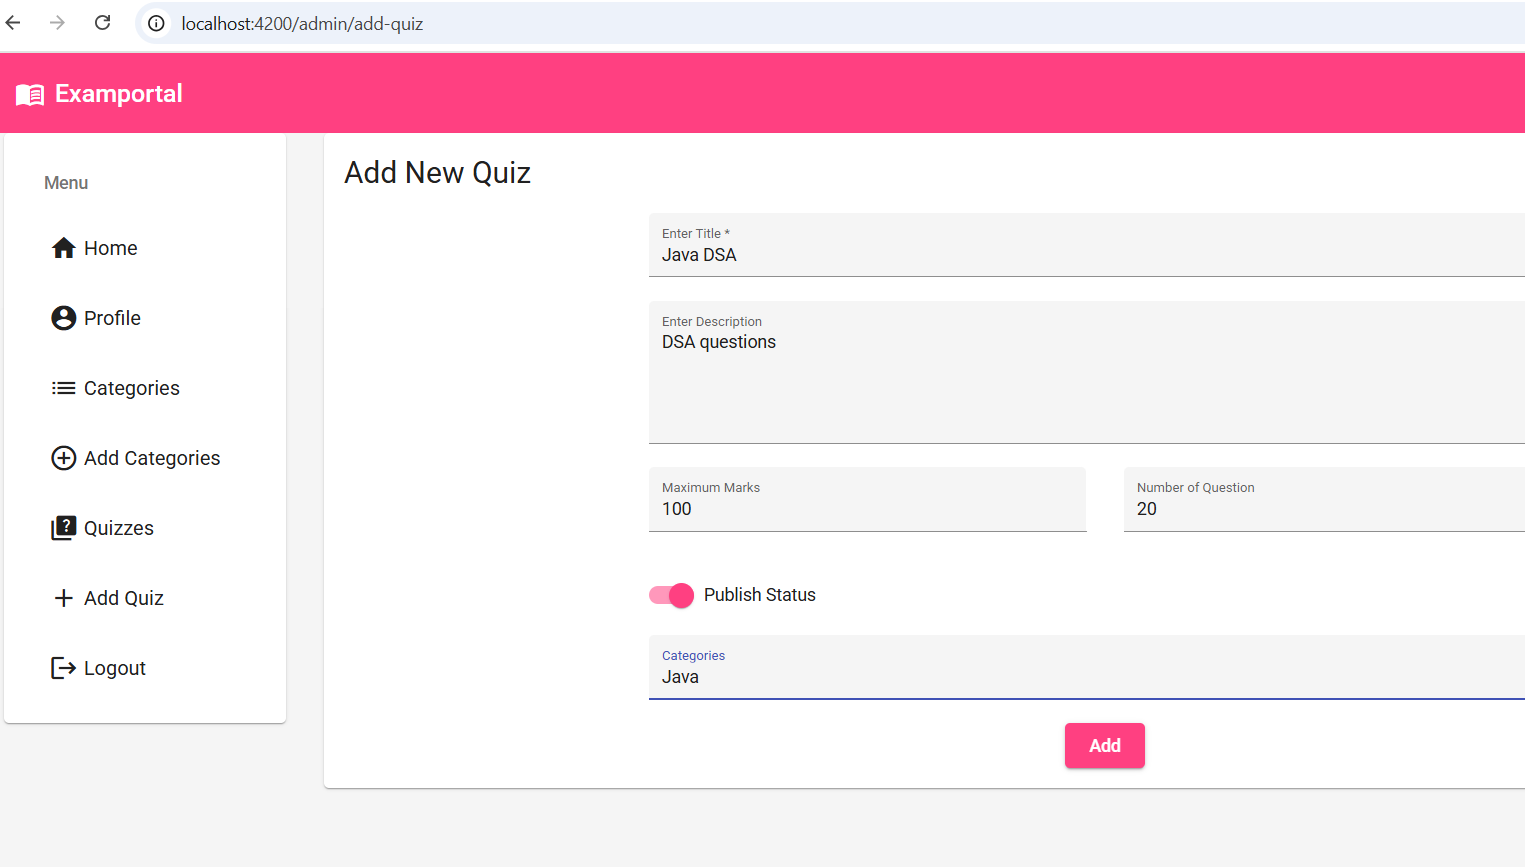 localhost:4200/admin/add-quiz
Examportal
Menu
Home
Profile
Categories
Add Categories
Quizzes
Add Quiz
Logout
Add New Quiz
Enter Title *
Java DSA
Enter Description
DSA questions
Maximum Marks
100
Number of Question
20
Publish Status
Categories
Java
Add